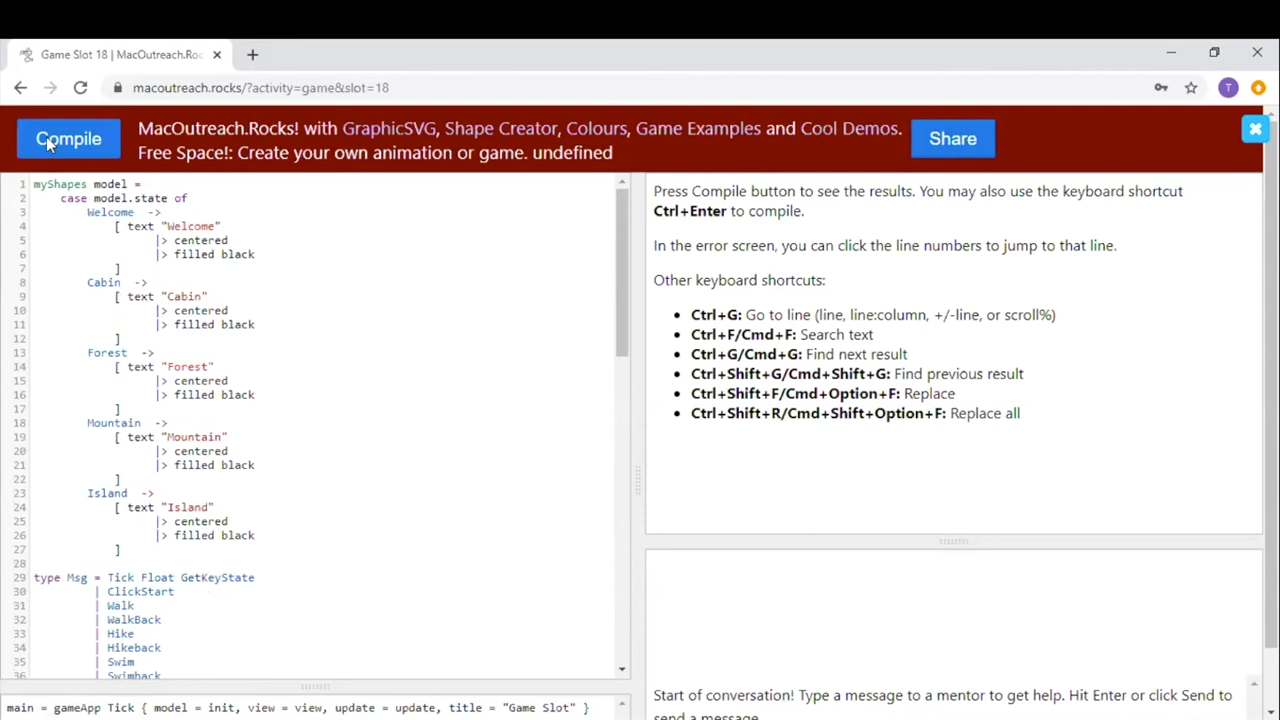 Game Slot 18 | MacOutreach.Roc
macoutreach.rocks/?activity=game&slot=18
T
Compile
MacOutreach.Rocks! with GraphicSVG, Shape Creator, Colours, Game Examples and Cool Demos.
Free Space!: Create your own animation or game. undefined
Share
1 myShapes model =
2 case model.state of
3 Welcome ->
4 [ text "Welcome"
5 |> centered
6 |> filled black
7 ]
8 Cabin ->
9 [ text "Cabin"
10 |> centered
11 |> filled black
12 ]
13 Forest ->
14 [ text "Forest"
15 |> centered
16 |> filled black
17 ]
18 Mountain ->
19 [ text "Mountain"
20 |> centered
21 |> filled black
22 ]
23 Island ->
24 [ text "Island"
25 |> centered
26 |> filled black
27 ]
28
29 type Msg = Tick Float GetKeyState
30 | ClickStart
31 | Walk
32 | WalkBack
33 | Hike
34 | Hikeback
35 | Swim
36 | Swimback
main = gameApp Tick { model = init, view = view, update = update, title = "Game Slot" }
Press Compile button to see the results. You may also use the keyboard shortcut
Ctrl+Enter to compile.
In the error screen, you can click the line numbers to jump to that line.
Other keyboard shortcuts:
Ctrl+G: Go to line (line, line:column, +/-line, or scroll%)
Ctrl+F/Cmd+F: Search text
Ctrl+G/Cmd+G: Find next result
Ctrl+Shift+G/Cmd+Shift+G: Find previous result
Ctrl+Shift+F/Cmd+Option+F: Replace
Ctrl+Shift+R/Cmd+Shift+Option+F: Replace all
Start of conversation! Type a message to a mentor to get help. Hit Enter or click Send to
send a message.